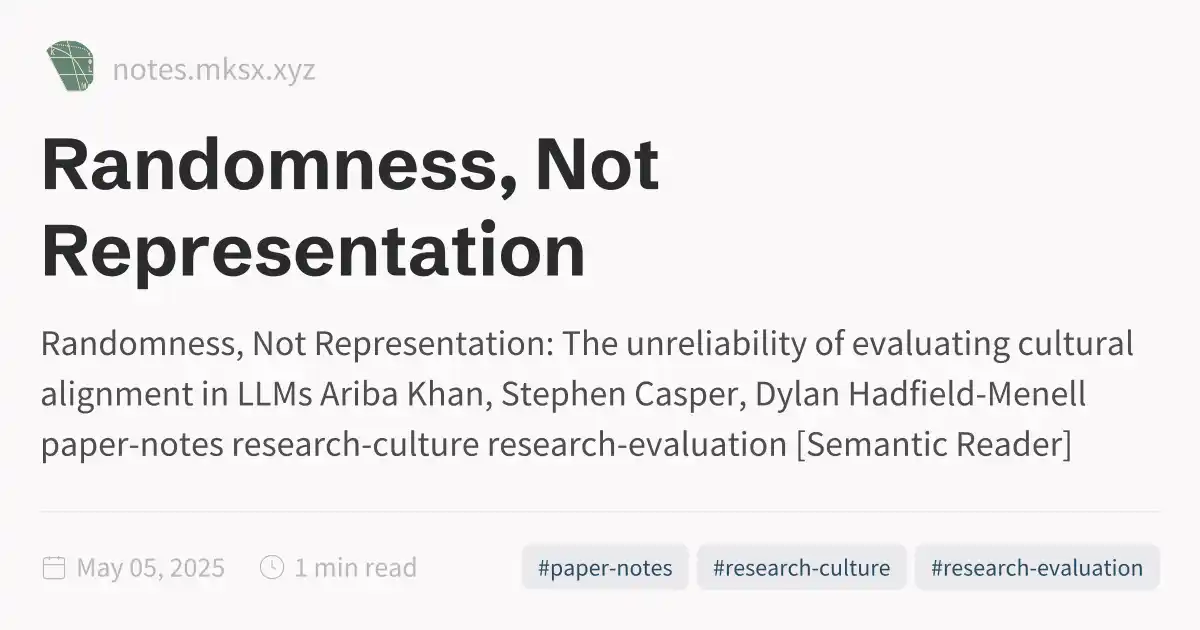 notes.mksx.xyz
Randomness, Not
Representation
Randomness, Not Representation: The unreliability of evaluating cultural
alignment in LLMs Ariba Khan, Stephen Casper, Dylan Hadfield-Menell
paper-notes research-culture research-evaluation [Semantic Reader]
May 05, 2025 1 min read #paper-notes #research-culture #research-evaluation